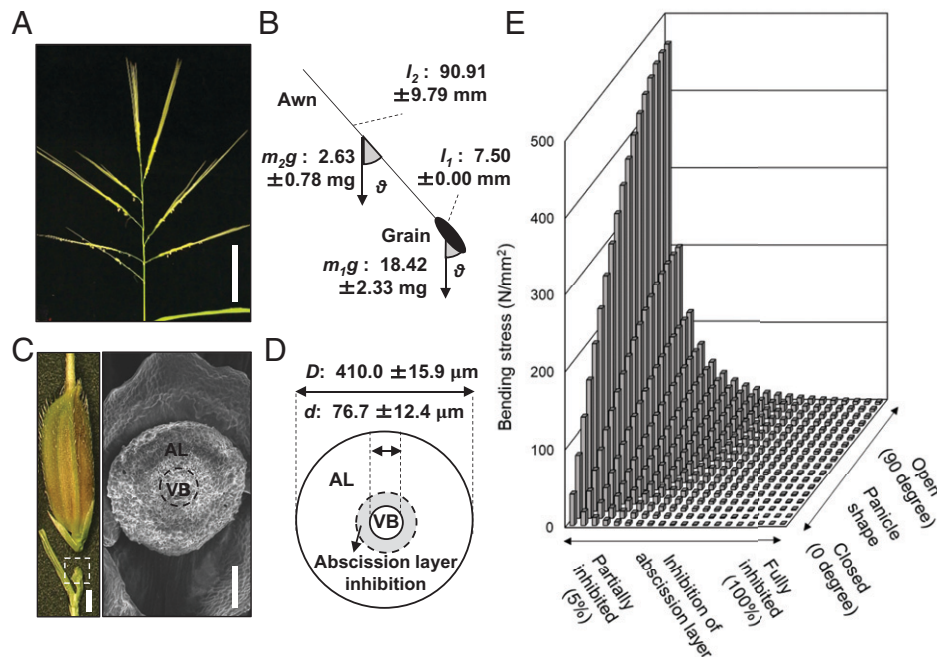 A
B
l2 : 90.91
±9.79 mm
Awn
l1 : 7.50
±0.00 mm
m2g : 2.63
±0.78 mg
ϑ
Grain
m1g : 18.42
±2.33 mg
ϑ
C
AL
VB
D
D: 410.0 ±15.9 μm
d: 76.7 ±12.4 μm
AL
VB
Abscission layer
inhibition
E
Bending stress (N/mm²)
500
400
300
200
100
0
Partially
inhibited
(5%)
Inhibition of
abscission layer
Fully
inhibited
(100%)
Closed
(0 degree)
Panicle
shape
Open
(90 degree)